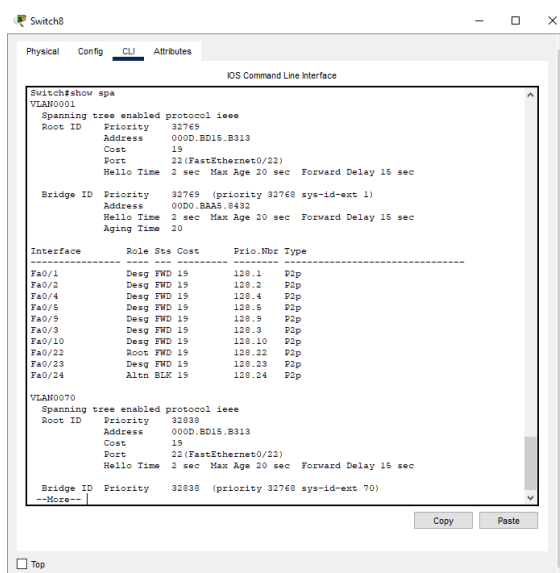 Switch8
Physical Config CLI Attributes
IOS Command Line Interface
Switch#show spa
VLAN0001
Spanning tree enabled protocol ieee
Root ID Priority 32769
Address 000D.BD15.B313
Cost 19
Port 22(FastEthernet0/22)
Hello Time 2 sec Max Age 20 sec Forward Delay 15 sec
Bridge ID Priority 32769 (priority 32768 sys-id-ext 1)
Address 00D0.BAA5.8432
Hello Time 2 sec Max Age 20 sec Forward Delay 15 sec
Aging Time 20
Interface Role Sts Cost Prio.Nbr Type
---------------- ---- --- --------- -------- --------------------------------
Fa0/1 Desg FWD 19 128.1 P2p
Fa0/2 Desg FWD 19 128.2 P2p
Fa0/4 Desg FWD 19 128.4 P2p
Fa0/5 Desg FWD 19 128.5 P2p
Fa0/9 Desg FWD 19 128.9 P2p
Fa0/3 Desg FWD 19 128.3 P2p
Fa0/10 Desg FWD 19 128.10 P2p
Fa0/22 Root FWD 19 128.22 P2p
Fa0/23 Desg FWD 19 128.23 P2p
Fa0/24 Altn BLK 19 128.24 P2p
VLAN0070
Spanning tree enabled protocol ieee
Root ID Priority 32838
Address 000D.BD15.B313
Cost 19
Port 22(FastEthernet0/22)
Hello Time 2 sec Max Age 20 sec Forward Delay 15 sec
Bridge ID Priority 32838 (priority 32768 sys-id-ext 70)
--More--
Copy Paste
Top